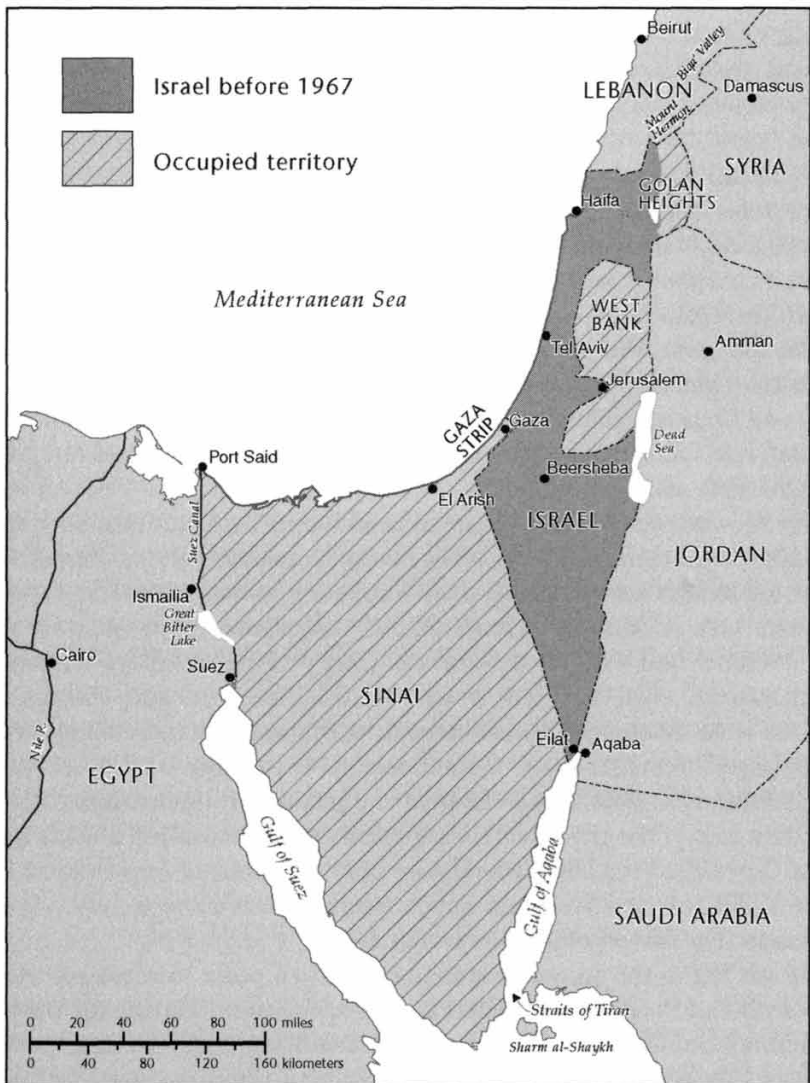 Israel before 1967
Occupied territory
Beirut
Biqa' Valley
LEBANON
Damascus
Mount
Hermon
SYRIA
GOLAN
HEIGHTS
Haifa
Mediterranean Sea
WEST
BANK
Tel Aviv
Amman
Jerusalem
GAZA
STRIP
Gaza
Dead
Sea
Port Said
Beersheba
El Arish
ISRAEL
Suez Canal
JORDAN
Ismailia
Great
Bitter
Lake
Cairo
Suez
SINAI
Nile R.
Eilat
Aqaba
EGYPT
Gulf of Suez
Gulf of Aqaba
SAUDI ARABIA
Straits of Tiran
Sharm al-Shaykh
0 20 40 60 80 100 miles
0 40 80 120 160 kilometers